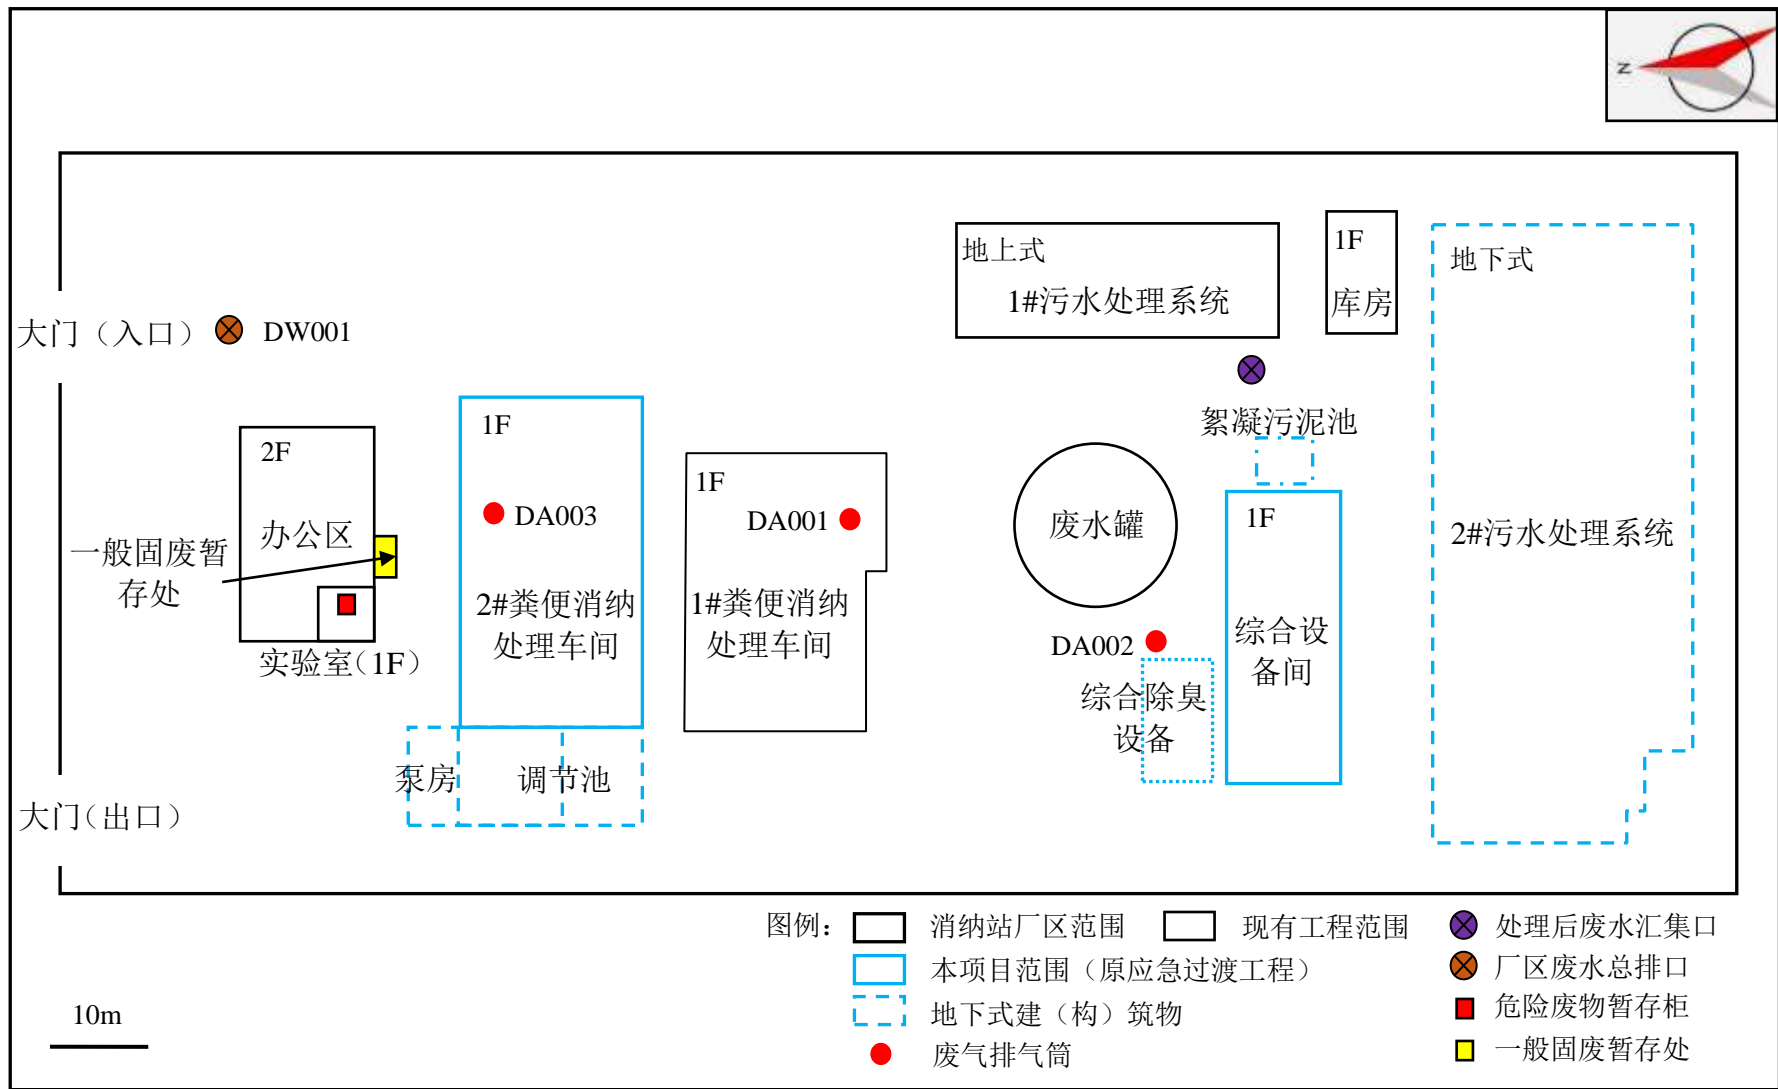 Z
地上式
1#污水处理系统
1F
库房
地下式
大门（入口）
DW001
絮凝污泥池
1F
2F
1F
DA003
DA001
办公区
废水罐
1F
2#污水处理系统
一般固废暂
存处
2#粪便消纳
处理车间
1#粪便消纳
处理车间
综合设
备间
DA002
实验室（1F）
综合除臭
设备
泵房
调节池
大门（出口）
图例：
消纳站厂区范围
现有工程范围
处理后废水汇集口
本项目范围（原应急过渡工程）
厂区废水总排口
地下式建（构）筑物
危险废物暂存柜
废气排气筒
一般固废暂存处
10m